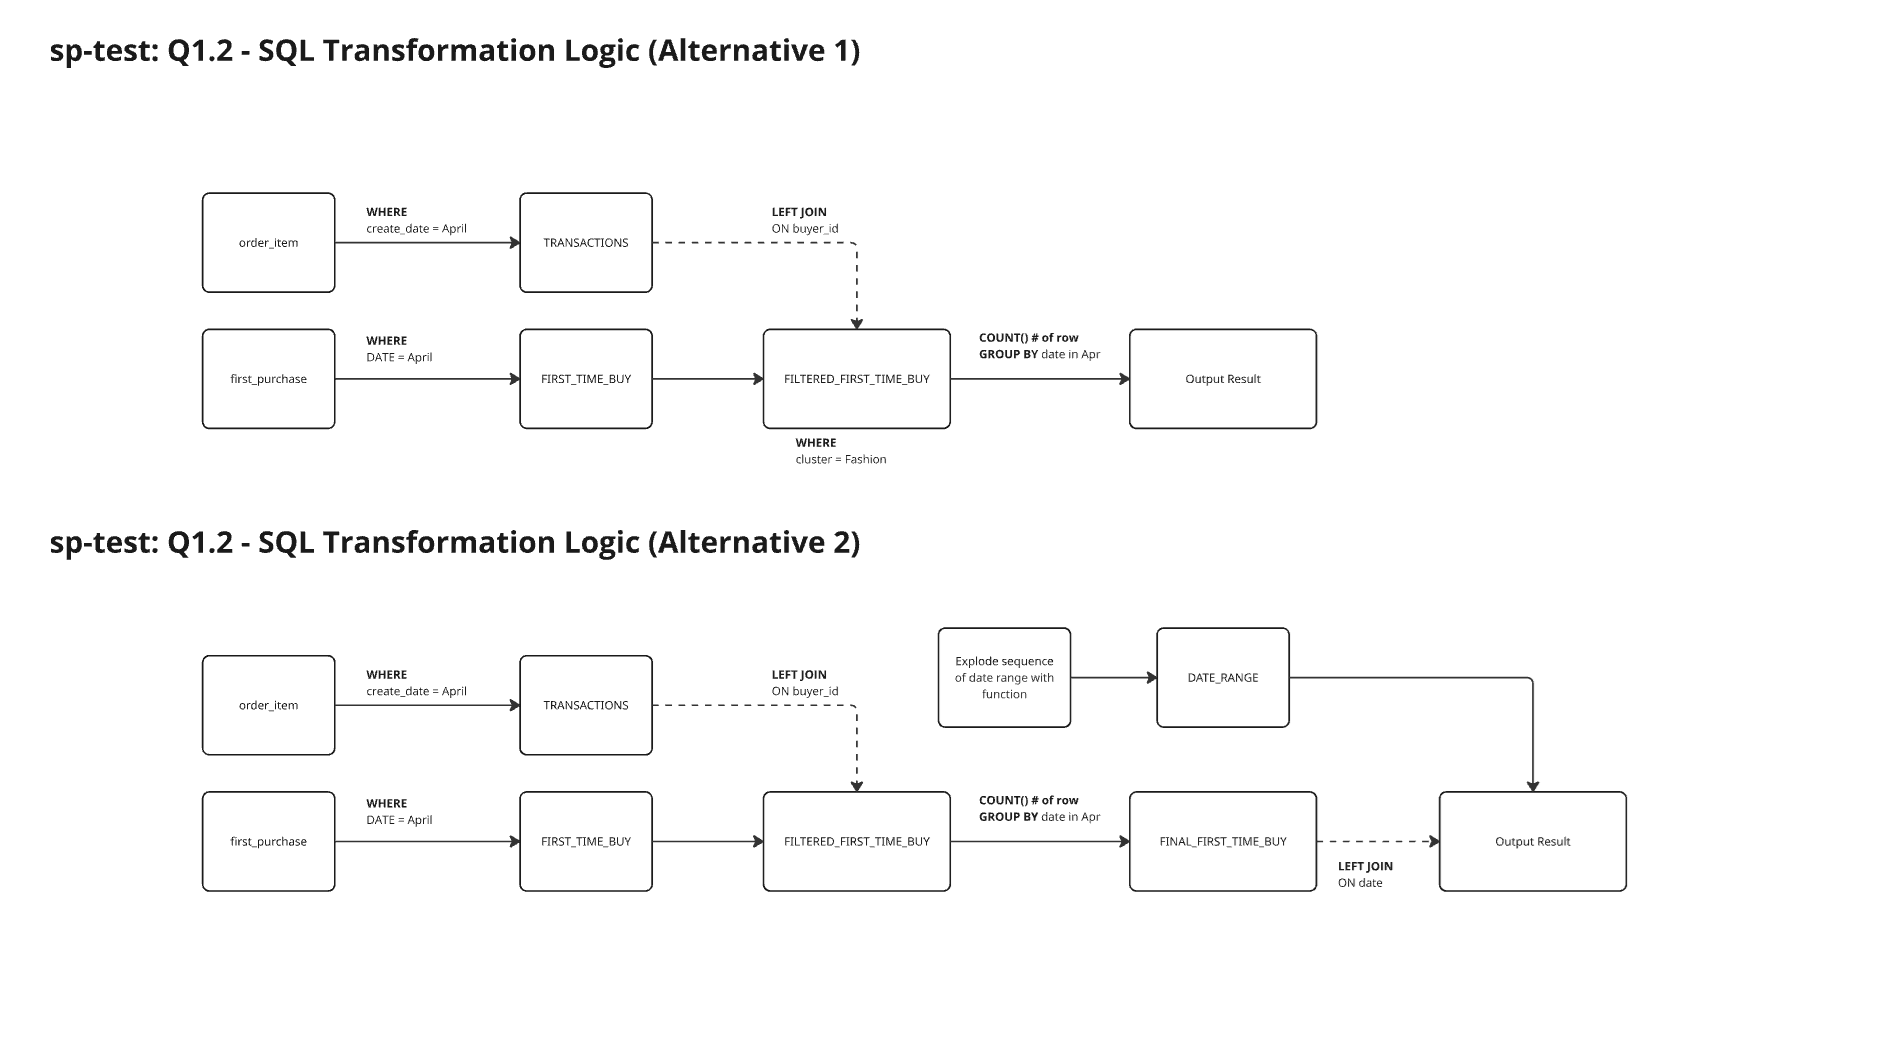 sp-test: Q1.2 - SQL Transformation Logic (Alternative 1)
order_item
WHERE
create_date = April
TRANSACTIONS
LEFT JOIN
ON buyer_id
first_purchase
WHERE
DATE = April
FIRST_TIME_BUY
FILTERED_FIRST_TIME_BUY
WHERE
cluster = Fashion
COUNT() # of row
GROUP BY date in Apr
Output Result
sp-test: Q1.2 - SQL Transformation Logic (Alternative 2)
order_item
WHERE
create_date = April
TRANSACTIONS
LEFT JOIN
ON buyer_id
Explode sequence
of date range with
function
DATE_RANGE
first_purchase
WHERE
DATE = April
FIRST_TIME_BUY
FILTERED_FIRST_TIME_BUY
COUNT() # of row
GROUP BY date in Apr
FINAL_FIRST_TIME_BUY
LEFT JOIN
ON date
Output Result